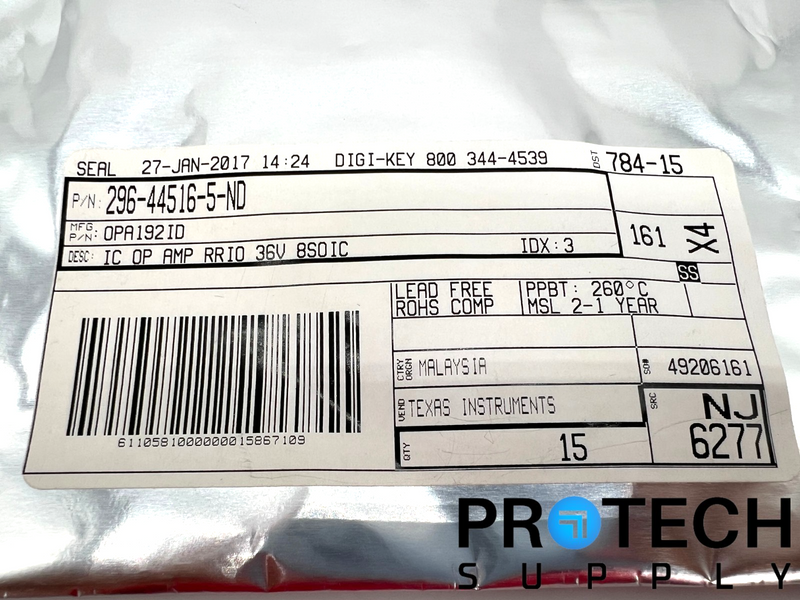 SEAL 27-JAN-2017 14:24 DIGI-KEY 800 344-4539 DST 784-15
P/N: 296-44516-5-ND
MFG. P/N: OPA192ID
DESC: IC OP AMP RRIO 36V 8SOIC IDX: 3
161 X4
SS
LEAD FREE
ROHS COMP
PPBT: 260°C
MSL 2-1 YEAR
CTRY ORGN MALAYSIA
SO# 49206161
VEND TEXAS INSTRUMENTS
SRC NJ
6277
QTY 15
6110581000000015867109
PROTECH
SUPPLY